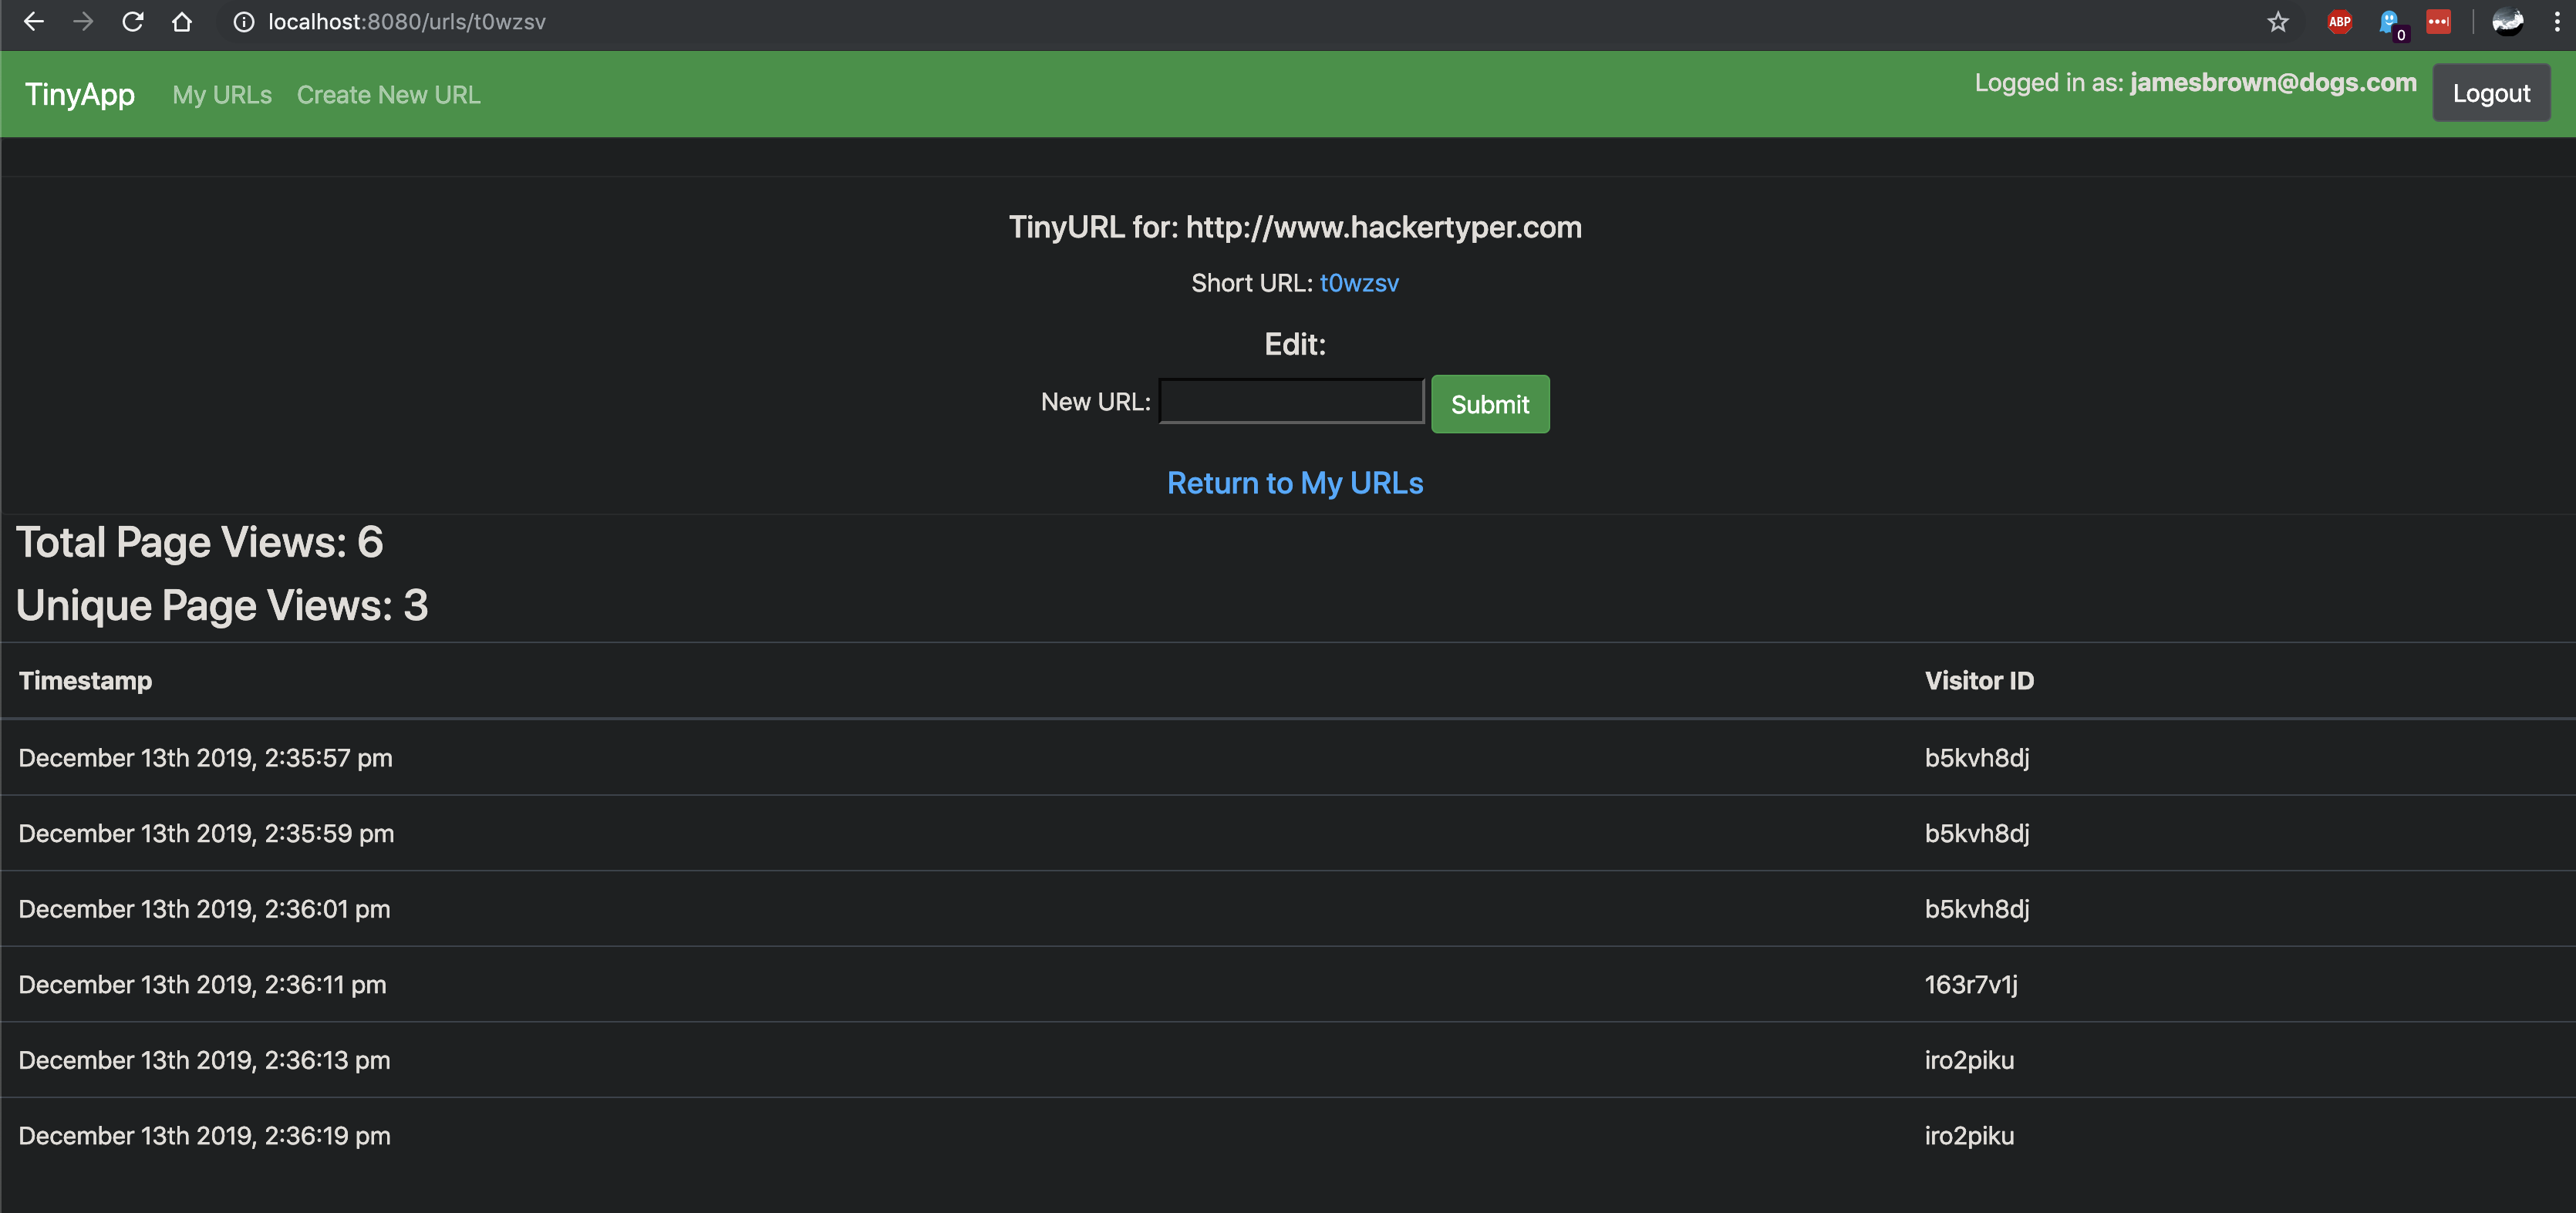 localhost:8080/urls/t0wzsv
ABP
0
TinyApp My URLs Create New URL Logged in as: jamesbrown@dogs.com Logout
TinyURL for: http://www.hackertyper.com
Short URL: t0wzsv
Edit:
New URL: Submit
Return to My URLs
Total Page Views: 6
Unique Page Views: 3
Timestamp Visitor ID
December 13th 2019, 2:35:57 pm b5kvh8dj
December 13th 2019, 2:35:59 pm b5kvh8dj
December 13th 2019, 2:36:01 pm b5kvh8dj
December 13th 2019, 2:36:11 pm 163r7v1j
December 13th 2019, 2:36:13 pm iro2piku
December 13th 2019, 2:36:19 pm iro2piku